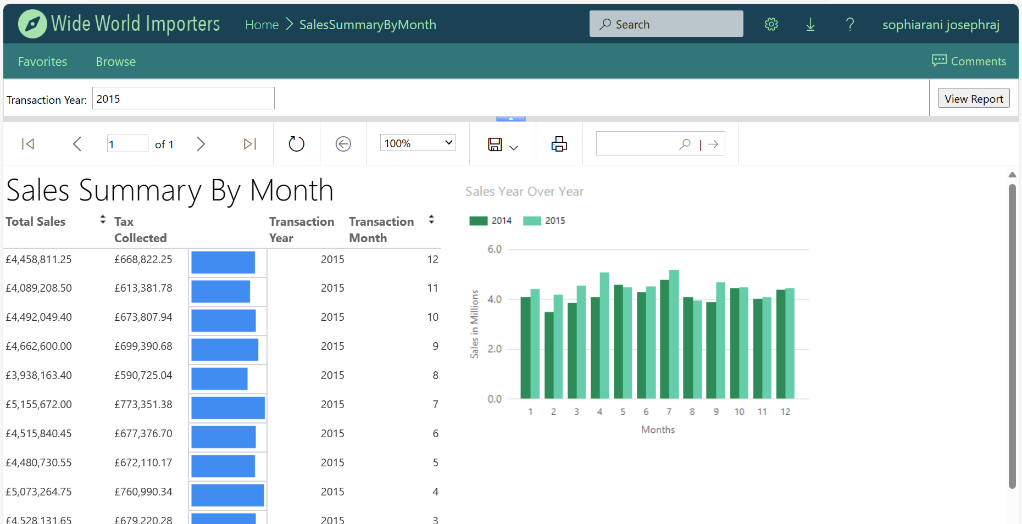 Wide World Importers Home > SalesSummaryByMonth Search ? sophiarani josephraj
Favorites Browse Comments
Transaction Year: 2015 View Report
1 of 1 100%
Sales Summary By Month
Total Sales Tax Collected Transaction Year Transaction Month
£4,458,811.25 £668,822.25 2015 12
£4,089,208.50 £613,381.78 2015 11
£4,492,049.40 £673,807.94 2015 10
£4,662,600.00 £699,390.68 2015 9
£3,938,163.40 £590,725.04 2015 8
£5,155,672.00 £773,351.38 2015 7
£4,515,840.45 £677,376.70 2015 6
£4,480,730.55 £672,110.17 2015 5
£5,073,264.75 £760,990.34 2015 4
£4,528,131.65 £679,220.28 2015 3
Sales Year Over Year
2014 2015
6.0
4.0
2.0
0.0
Sales in Millions
1 2 3 4 5 6 7 8 9 10 11 12
Months